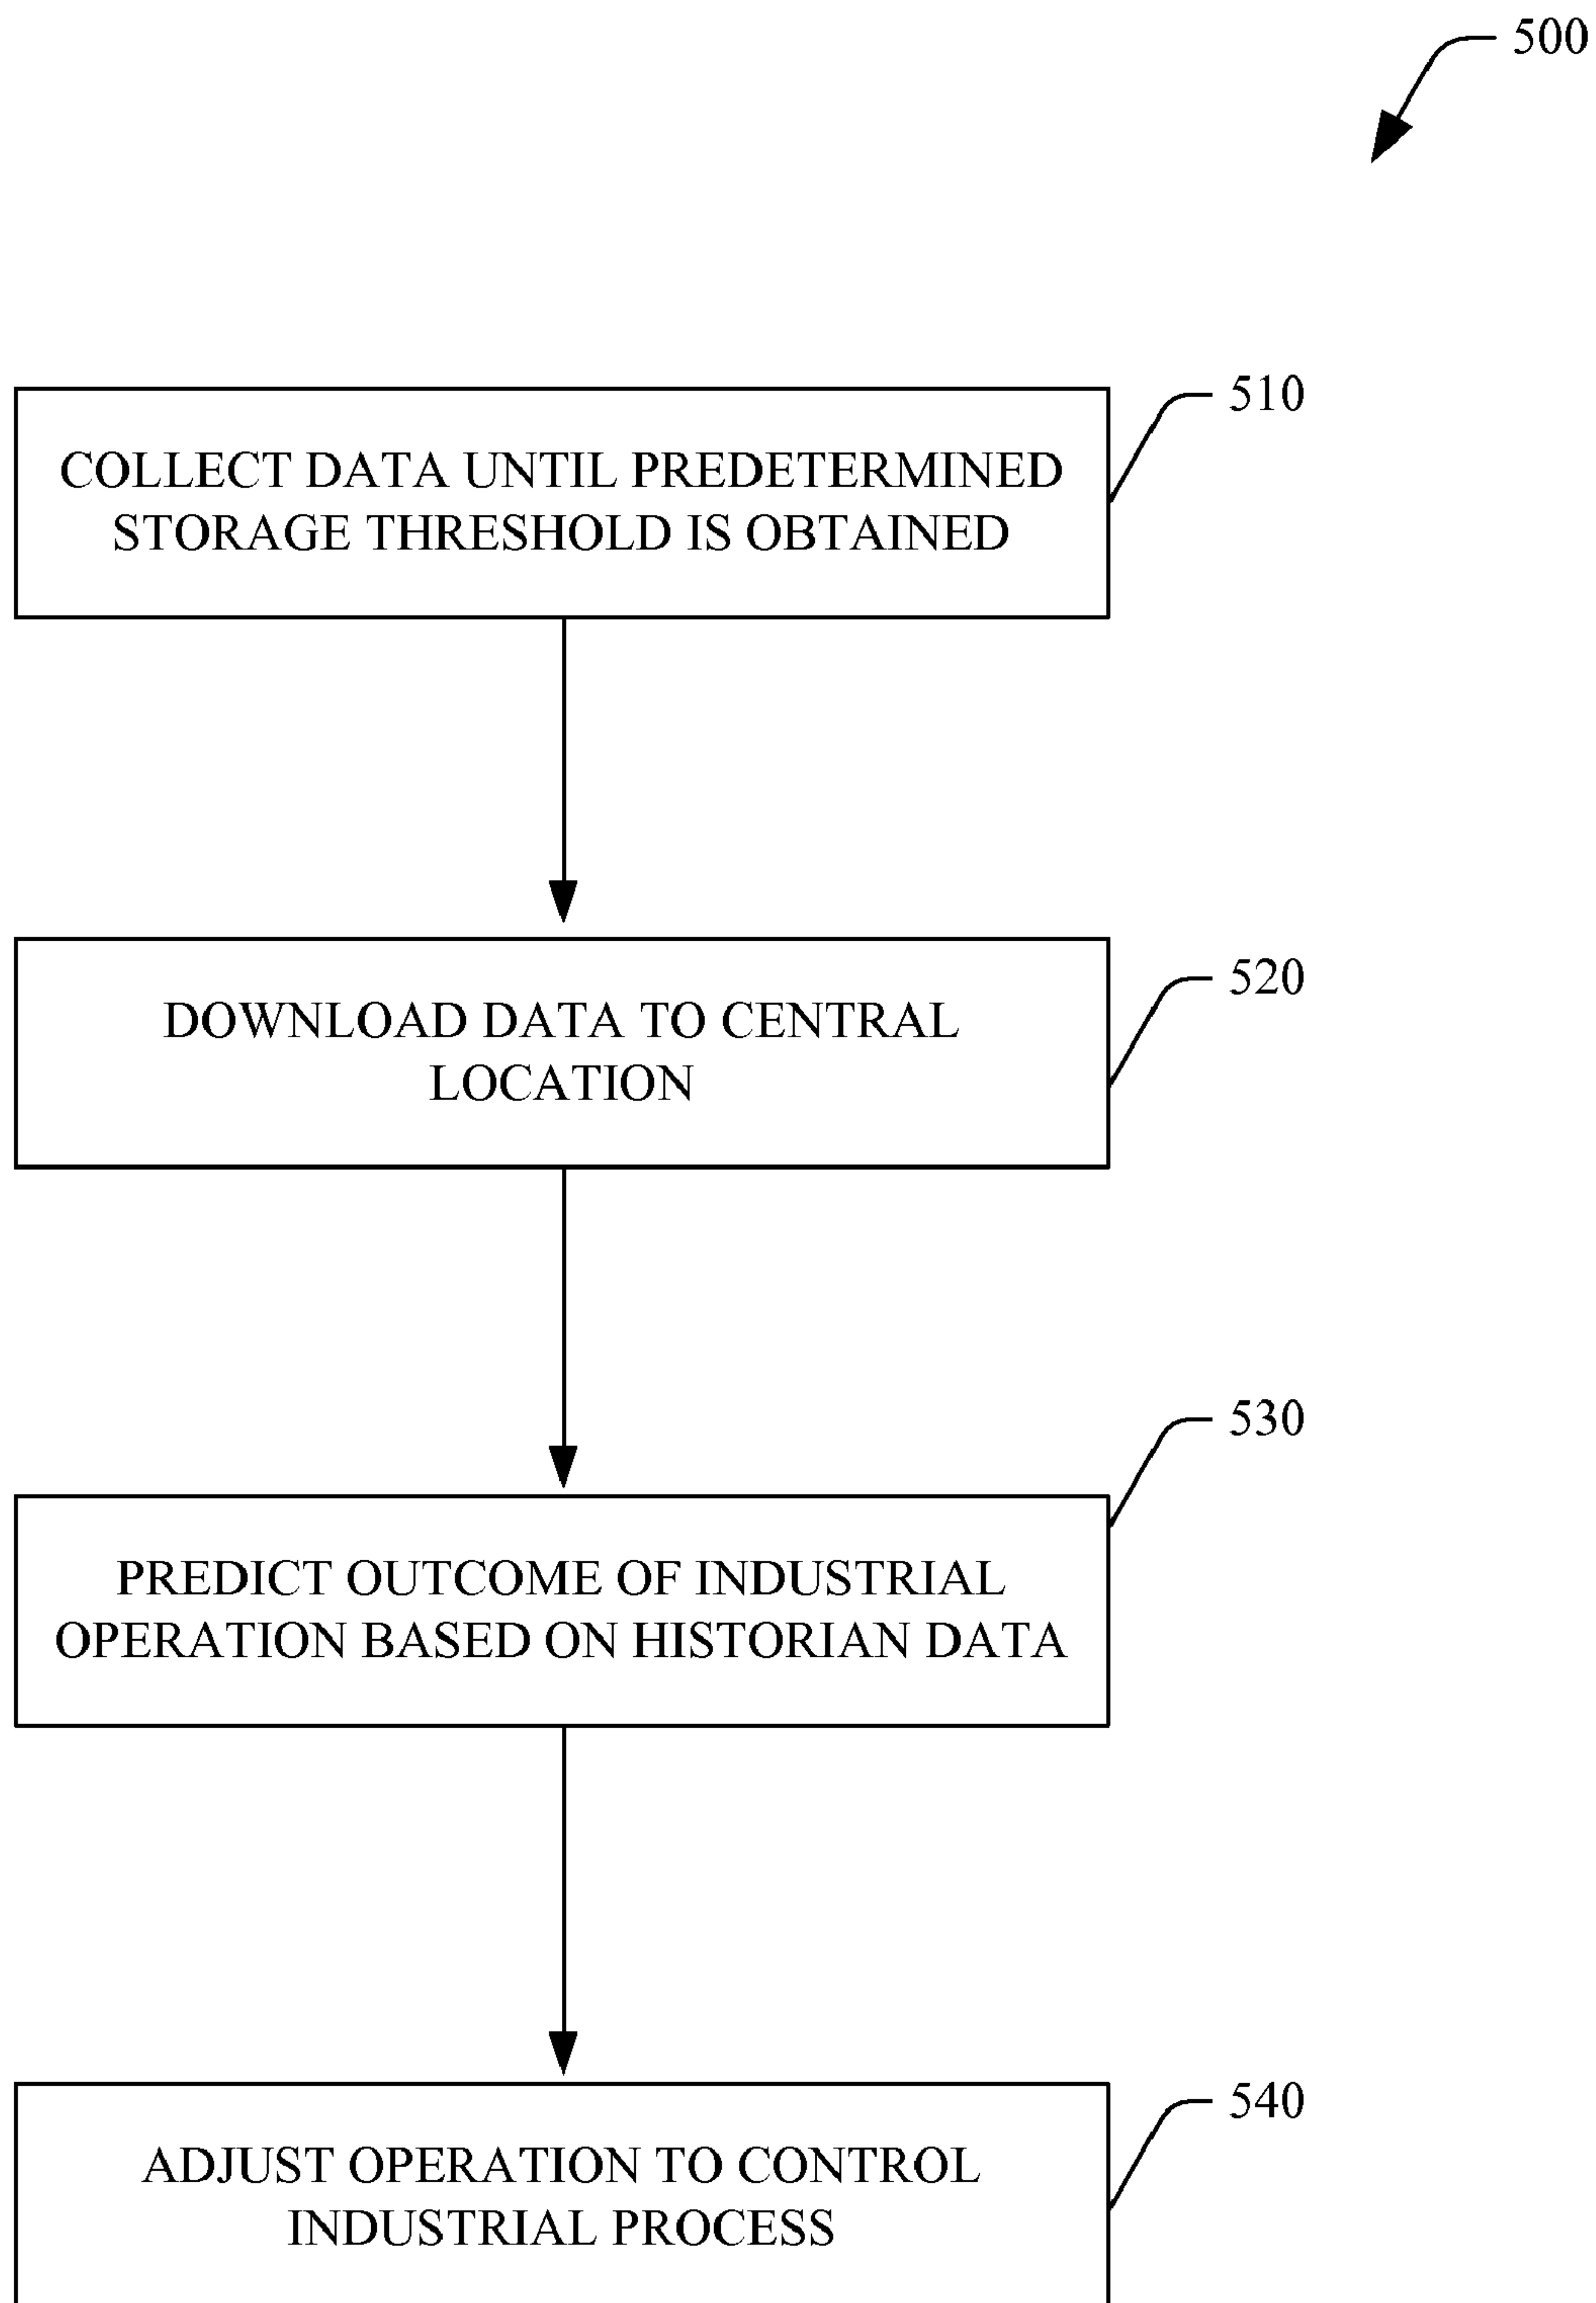 500
510
COLLECT DATA UNTIL PREDETERMINED
STORAGE THRESHOLD IS OBTAINED
520
DOWNLOAD DATA TO CENTRAL
LOCATION
530
PREDICT OUTCOME OF INDUSTRIAL
OPERATION BASED ON HISTORIAN DATA
540
ADJUST OPERATION TO CONTROL
INDUSTRIAL PROCESS